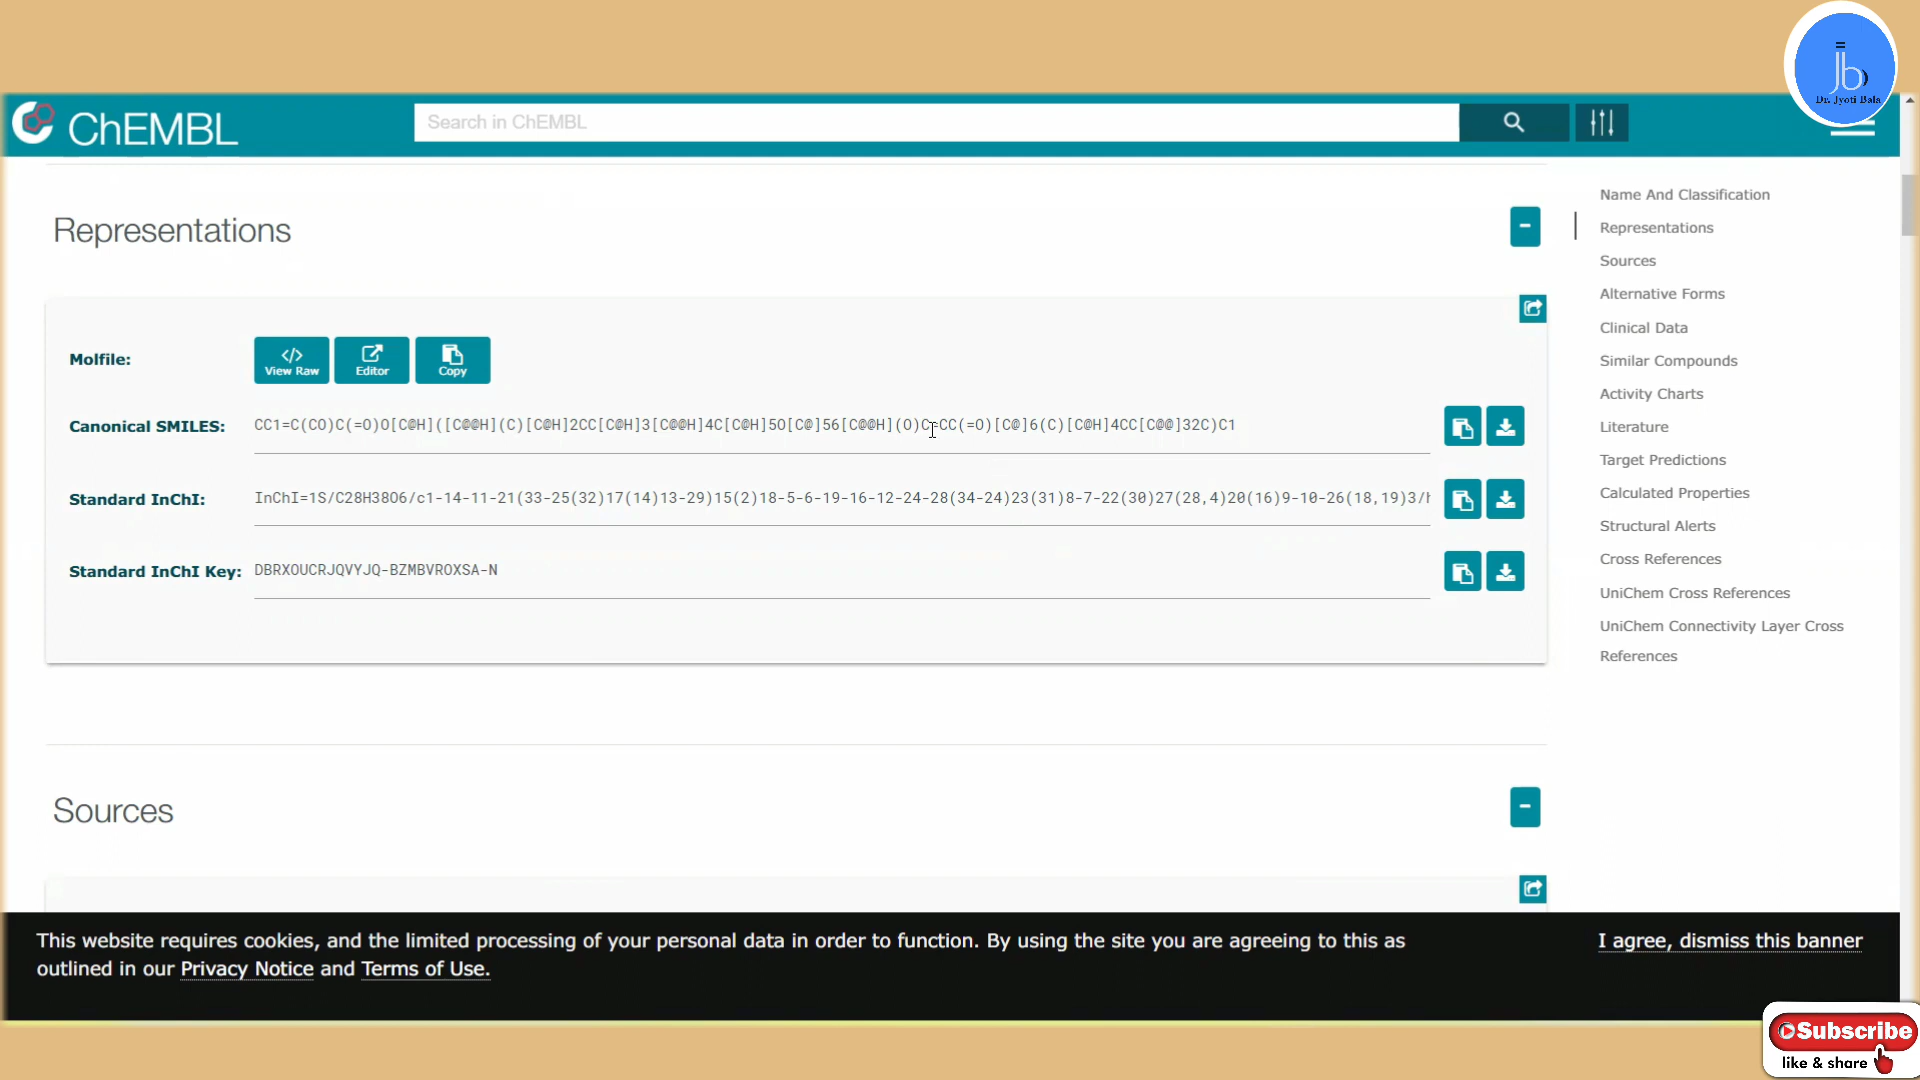 Dr. Jyoti Bala
ChEMBL
Search in ChEMBL
Representations
Molfile:
View Raw
Editor
Copy
Canonical SMILES:
CC1=C(CO)C(=O)O[C@H]([C@@H](C)[C@H]2CC[C@H]3[C@@H]4C[C@H]5O[C@]56[C@@H](O)C=CC(=O)[C@]6(C)[C@H]4CC[C@@]32C)C1
Standard InChI:
InChI=1S/C28H38O6/c1-14-11-21(33-25(32)17(14)13-29)15(2)18-5-6-19-16-12-24-28(34-24)23(31)8-7-22(30)27(28,4)20(16)9-10-26(18,19)3/h
Standard InChI Key:
DBRXOUCRJQVYJQ-BZMBVROXSA-N
Sources
Name And Classification
Representations
Sources
Alternative Forms
Clinical Data
Similar Compounds
Activity Charts
Literature
Target Predictions
Calculated Properties
Structural Alerts
Cross References
UniChem Cross References
UniChem Connectivity Layer Cross
References
This website requires cookies, and the limited processing of your personal data in order to function. By using the site you are agreeing to this as
outlined in our Privacy Notice and Terms of Use.
I agree, dismiss this banner
Subscribe
like & share